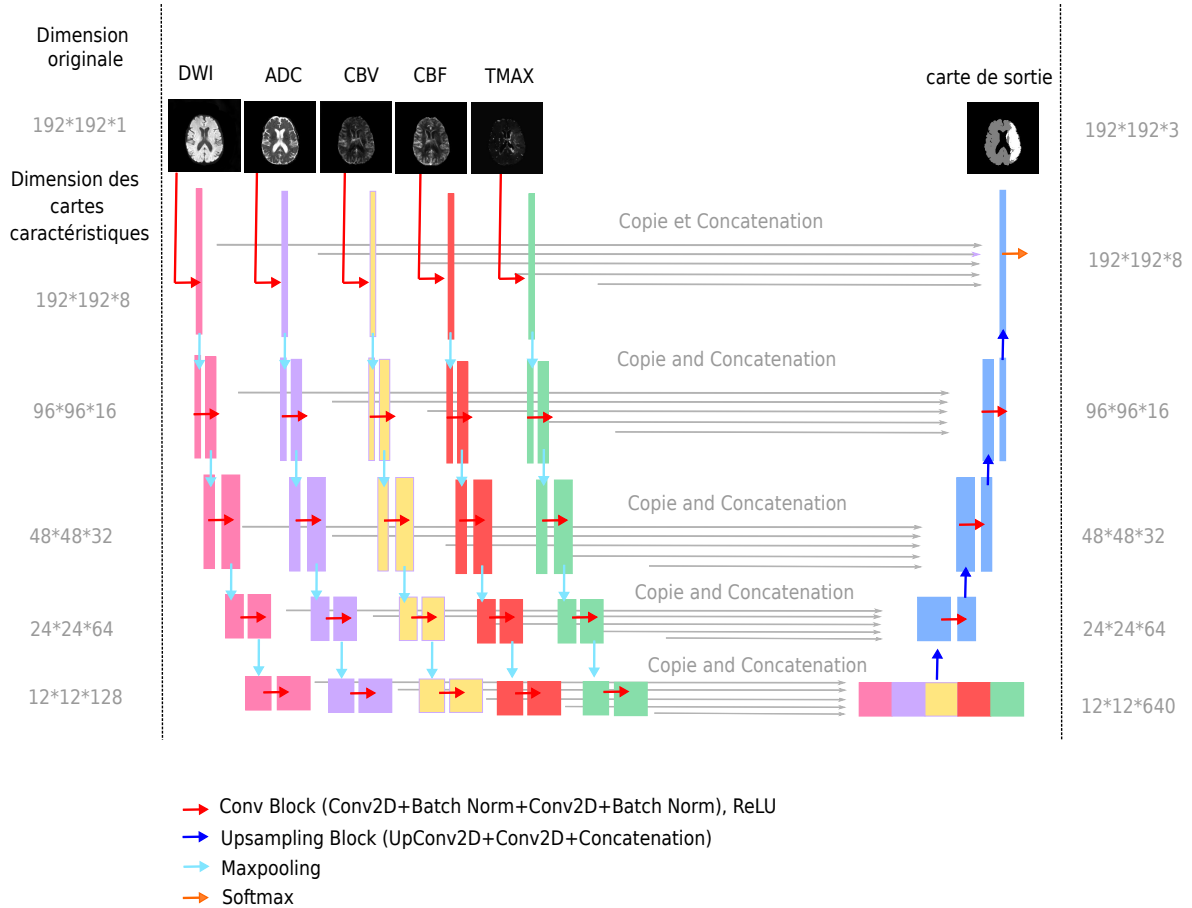 Dimension
originale
DWI
ADC
CBV
CBF
TMAX
carte de sortie
192*192*1
192*192*3
Dimension des
cartes
caractéristiques
Copie et Concatenation
192*192*8
192*192*8
Copie and Concatenation
96*96*16
96*96*16
Copie and Concatenation
48*48*32
48*48*32
Copie and Concatenation
24*24*64
24*24*64
Copie and Concatenation
12*12*128
12*12*640
Conv Block (Conv2D+Batch Norm+Conv2D+Batch Norm), ReLU
Upsampling Block (UpConv2D+Conv2D+Concatenation)
Maxpooling
Softmax